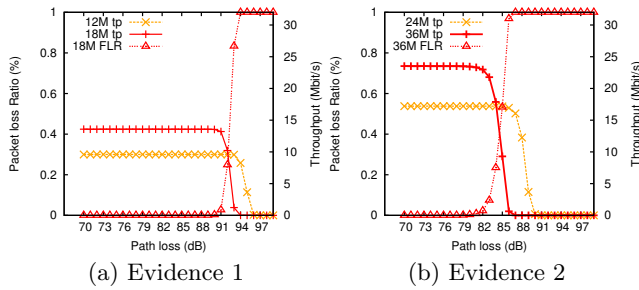 12M tp
18M tp
18M FLR
Packet loss Ratio (%)
0
0.2
0.4
0.6
0.8
1
Throughput (Mbit/s)
0
5
10
15
20
25
30
70 73 76 79 82 85 88 91 94 97
Path loss (dB)
(a) Evidence 1
24M tp
36M tp
36M FLR
Packet loss Ratio (%)
0
0.2
0.4
0.6
0.8
1
Throughput (Mbit/s)
0
5
10
15
20
25
30
70 73 76 79 82 85 88 91 94 97
Path loss (dB)
(b) Evidence 2